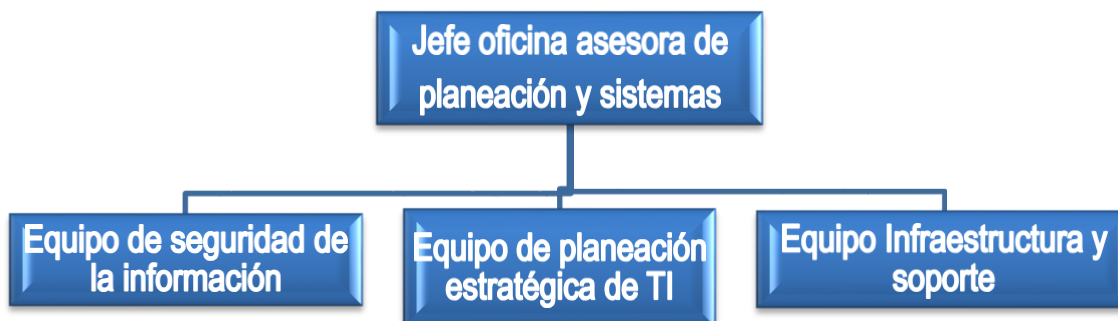 Jefe oficina asesora de
planeación y sistemas
Equipo de seguridad de
la información
Equipo de planeación
estratégica de TI
Equipo Infraestructura y
soporte